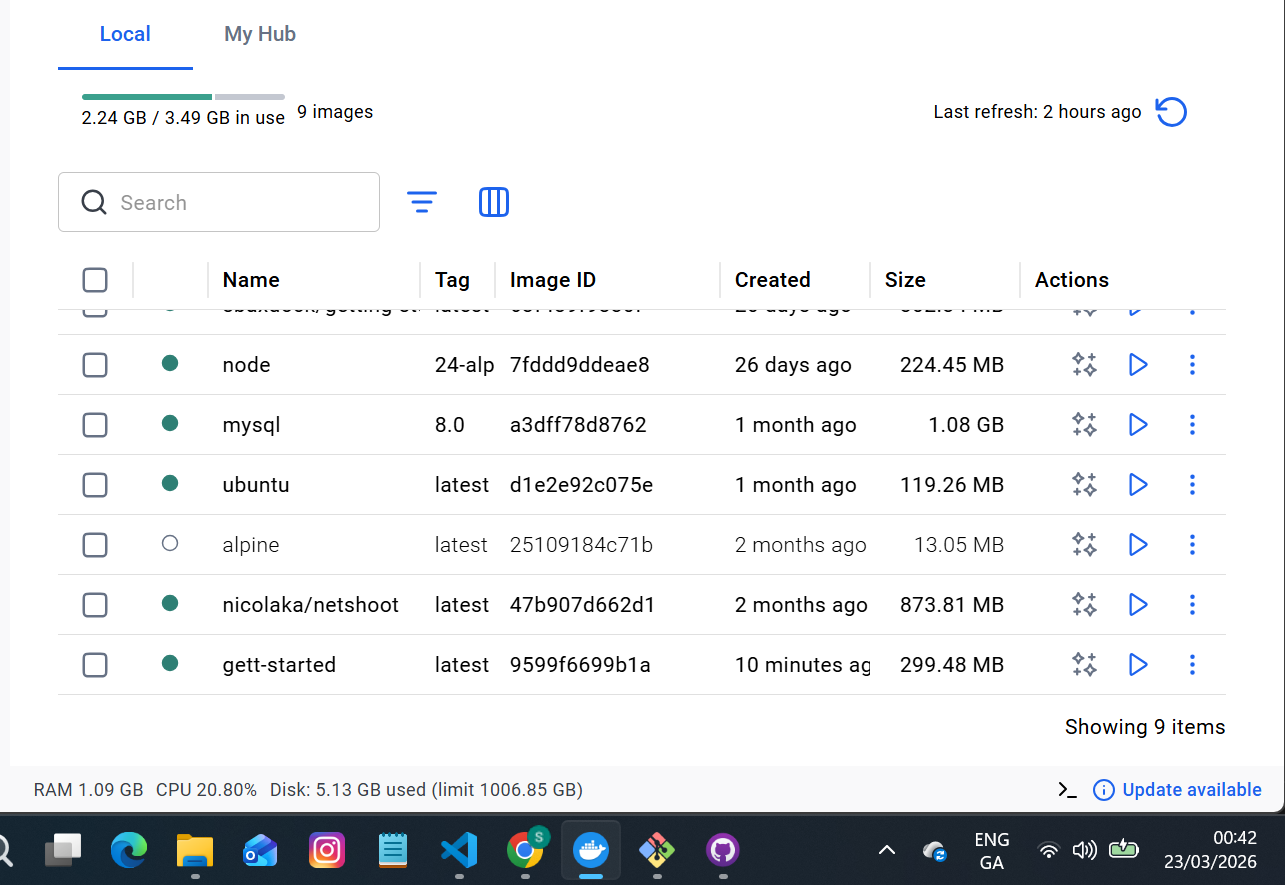 Local My Hub
2.24 GB / 3.49 GB in use 9 images Last refresh: 2 hours ago
Search
Name Tag Image ID Created Size Actions
node 24-alp 7fddd9ddeae8 26 days ago 224.45 MB
mysql 8.0 a3dff78d8762 1 month ago 1.08 GB
ubuntu latest d1e2e92c075e 1 month ago 119.26 MB
alpine latest 25109184c71b 2 months ago 13.05 MB
nicolaka/netshoot latest 47b907d662d1 2 months ago 873.81 MB
gett-started latest 9599f6699b1a 10 minutes ag 299.48 MB
Showing 9 items
RAM 1.09 GB CPU 20.80% Disk: 5.13 GB used (limit 1006.85 GB) Update available
S
ENG 00:42
GA 23/03/2026